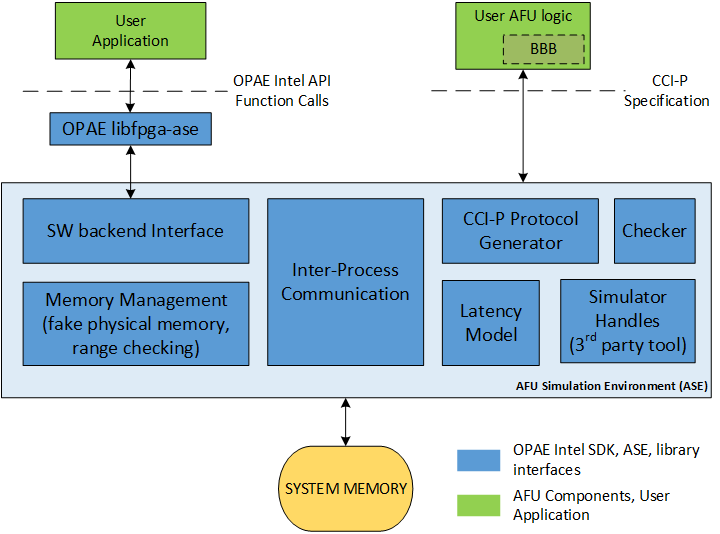 User
Application
User AFU logic
BBB
OPAE Intel API
Function Calls
CCI-P
Specification
OPAE libfpga-ase
SW backend Interface
Memory Management
(fake physical memory,
range checking)
Inter-Process
Communication
CCI-P Protocol
Generator
Checker
Latency
Model
Simulator
Handles
(3rd party tool)
AFU Simulation Environment (ASE)
SYSTEM MEMORY
OPAE Intel SDK, ASE, library
interfaces
AFU Components, User
Application